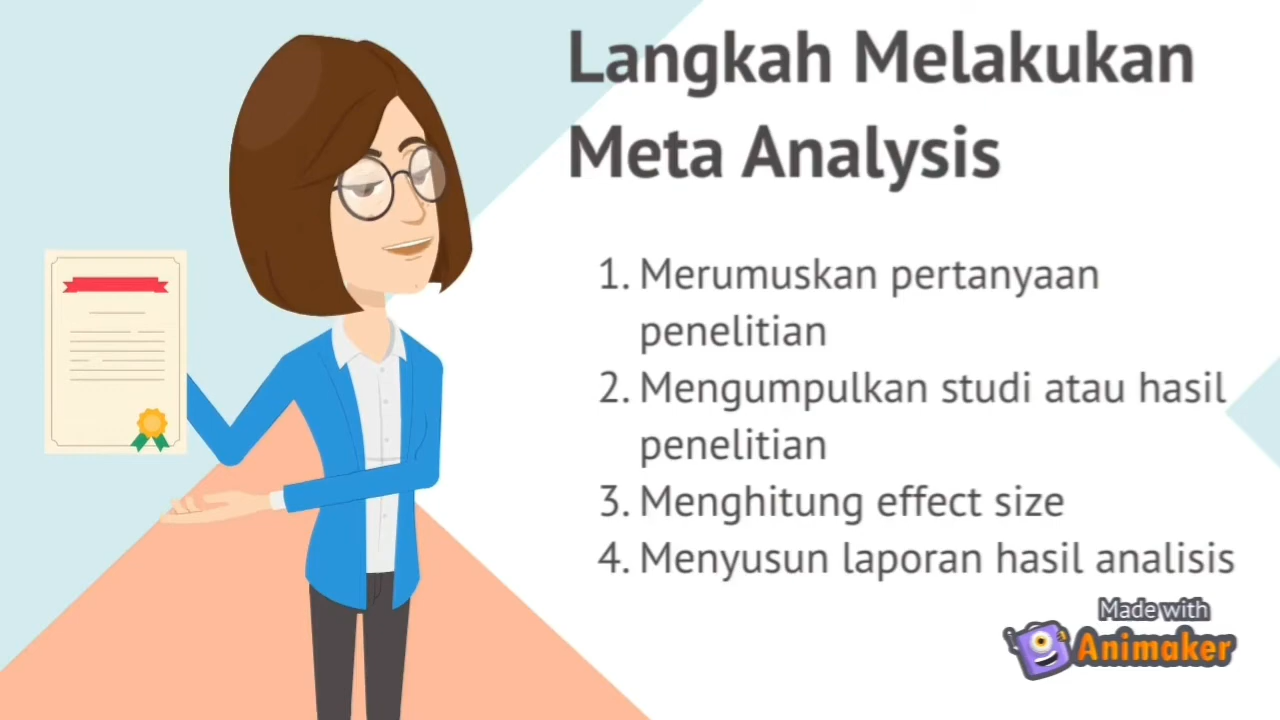 Langkah Melakukan
Meta Analysis
1. Merumuskan pertanyaan
penelitian
2. Mengumpulkan studi atau hasil
penelitian
3. Menghitung effect size
4. Menyusun laporan hasil analisis
Made with
Animaker